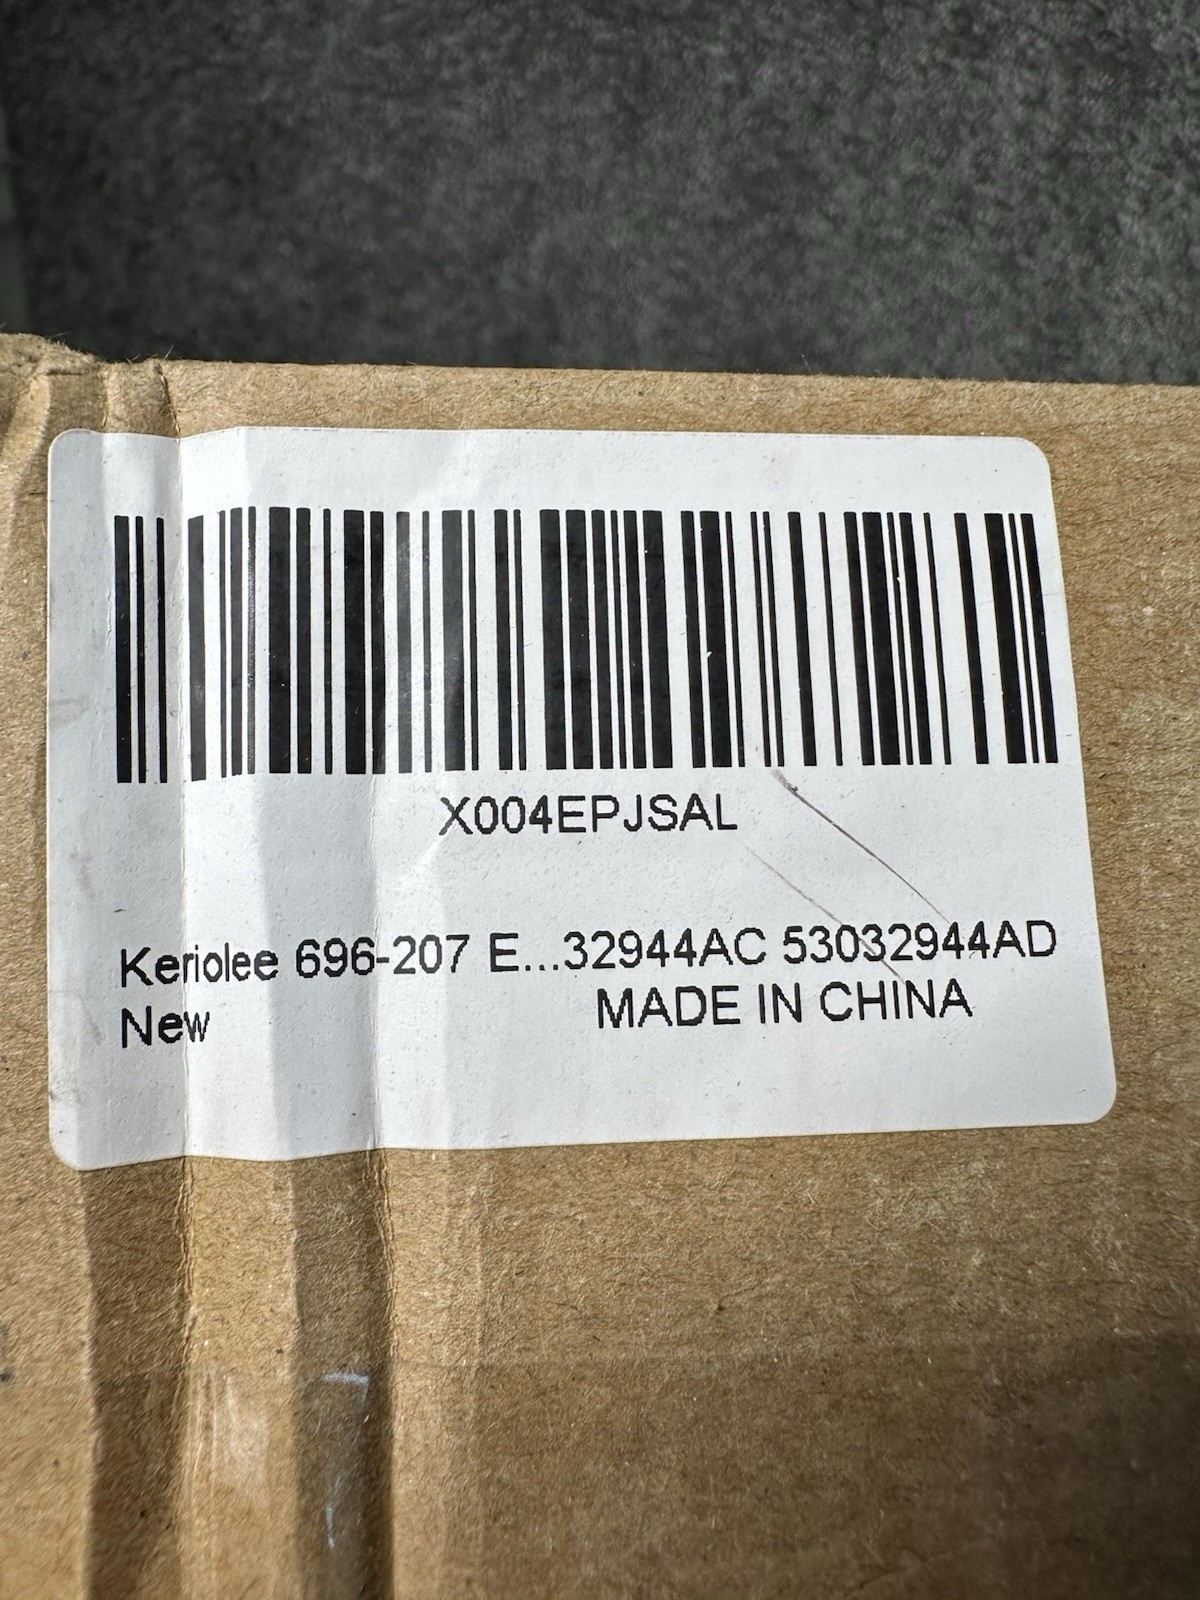 X004EPJSAL
Keriolee 696-207 E...32944AC 53032944AD
New MADE IN CHINA